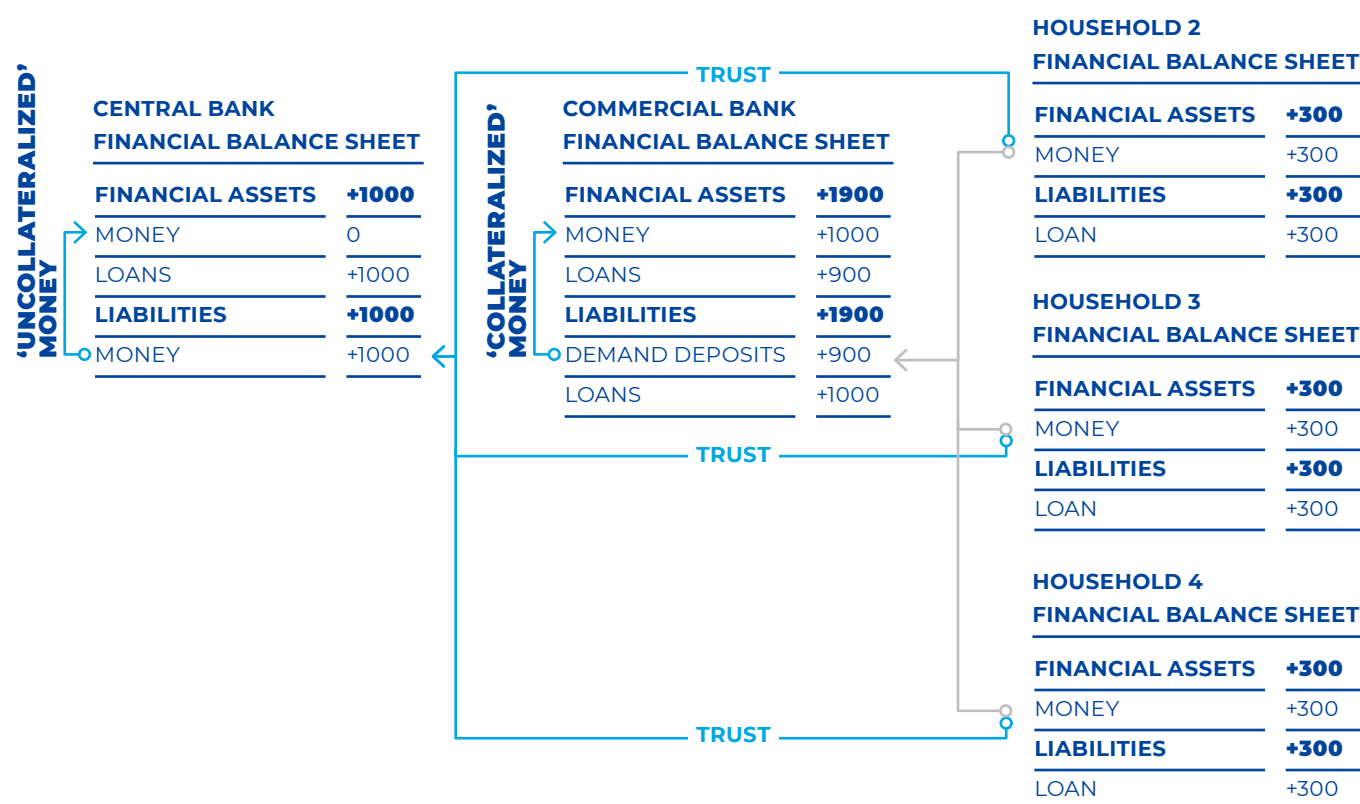 ‘UNCOLLATERALIZED’
MONEY
CENTRAL BANK
FINANCIAL BALANCE SHEET
FINANCIAL ASSETS +1000
MONEY 0
LOANS +1000
LIABILITIES +1000
MONEY +1000
‘COLLATERALIZED’
MONEY
COMMERCIAL BANK
FINANCIAL BALANCE SHEET
FINANCIAL ASSETS +1900
MONEY +1000
LOANS +900
LIABILITIES +1900
DEMAND DEPOSITS +900
LOANS +1000
TRUST
TRUST
TRUST
HOUSEHOLD 2
FINANCIAL BALANCE SHEET
FINANCIAL ASSETS +300
MONEY +300
LIABILITIES +300
LOAN +300
HOUSEHOLD 3
FINANCIAL BALANCE SHEET
FINANCIAL ASSETS +300
MONEY +300
LIABILITIES +300
LOAN +300
HOUSEHOLD 4
FINANCIAL BALANCE SHEET
FINANCIAL ASSETS +300
MONEY +300
LIABILITIES +300
LOAN +300